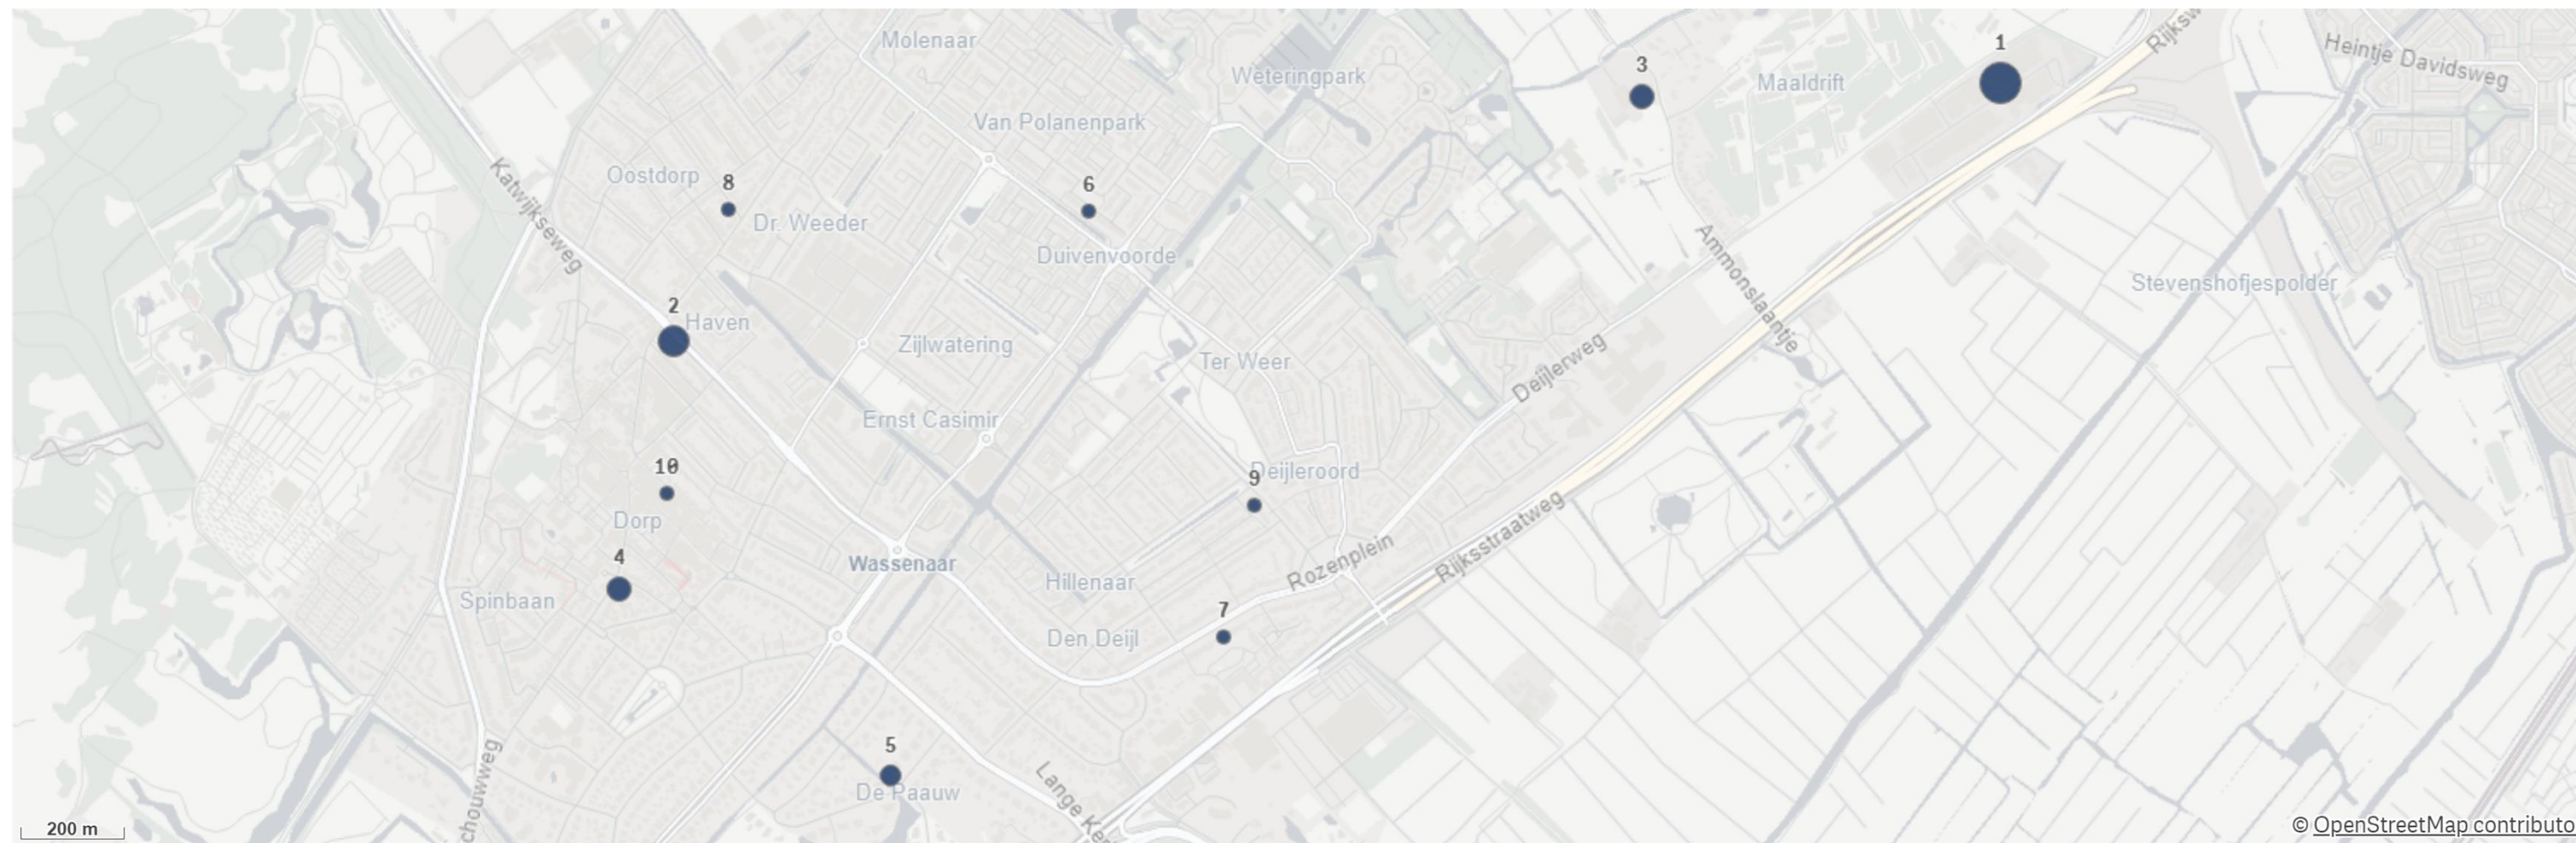 Molenaar
Weteringpark
3
Maaldrift
1
Rijksw
Heintje Davidsweg
Van Polanenpark
Oostdorp
8
Dr. Weeder
6
Katwijkseweg
Duivenvoorde
Ammonslaantje
Stevenshofjespolder
2
Haven
Zijlwatering
Ter Weer
Deijlerweg
Ernst Casimir
10
Dorp
9
Deijleroord
4
Spinbaan
Wassenaar
Hillenaar
Rozenplein
Rijksstraatweg
7
Den Deijl
5
De Paauw
chouwweg
Lange Ke
200 m
© OpenStreetMap contributo